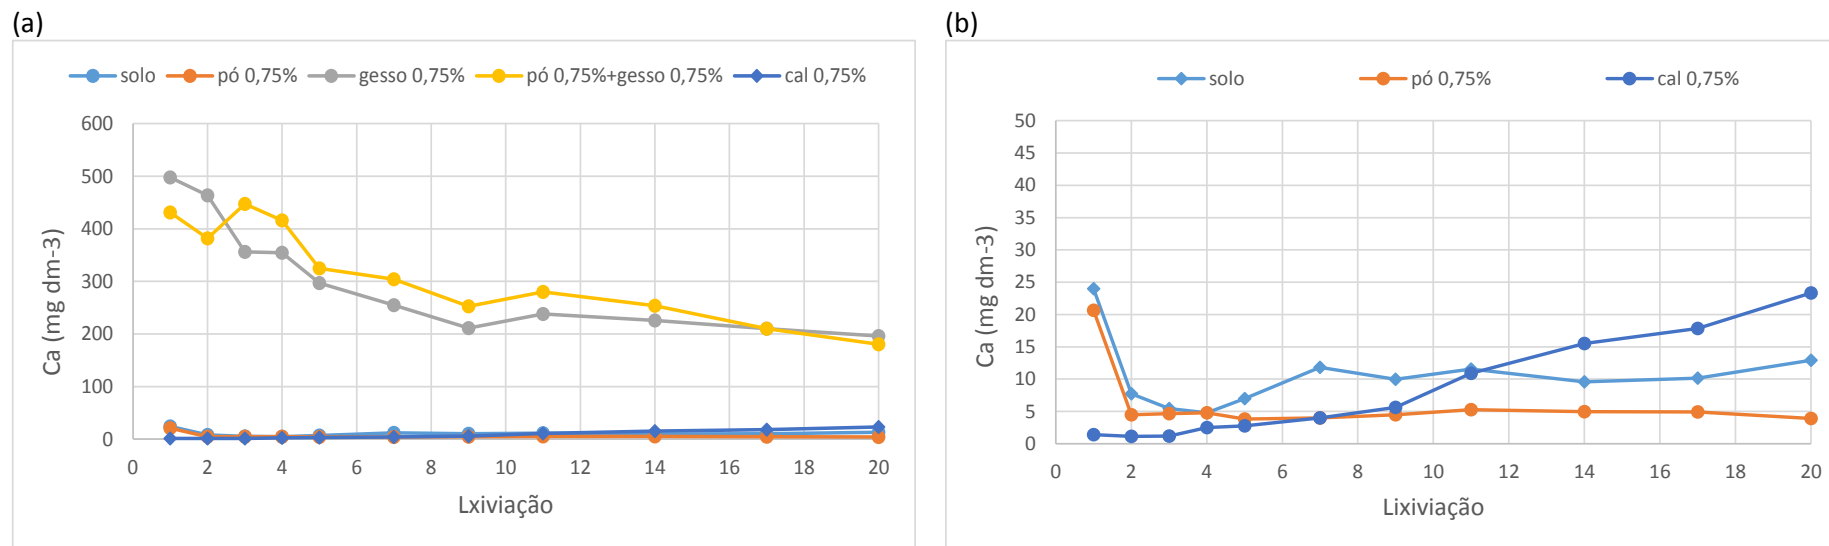 (a)
solo pó 0,75% gesso 0,75% pó 0,75%+gesso 0,75% cal 0,75%
600
500
400
300
200
100
0
0 2 4 6 8 10 12 14 16 18 20
Ca (mg dm-3)
Lxiviação
(b)
solo pó 0,75% cal 0,75%
50
45
40
35
30
25
20
15
10
5
0
0 2 4 6 8 10 12 14 16 18 20
Ca (mg dm-3)
Lixiviação